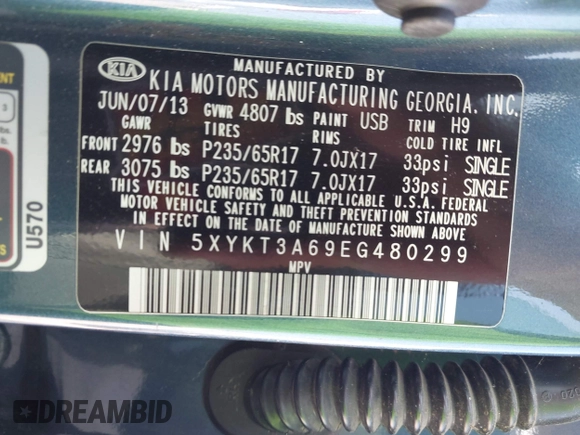 MANUFACTURED BY
KIA KIA MOTORS MANUFACTURING GEORGIA, INC.
JUN/07/13 GVWR 4807 lbs PAINT USB TRIM H9
GAWR TIRES RIMS COLD TIRE INFL
FRONT 2976 lbs P235/65R17 7.0JX17 33psi SINGLE
REAR 3075 lbs P235/65R17 7.0JX17 33psi SINGLE
THIS VEHICLE CONFORMS TO ALL APPLICABLE U.S.A. FEDERAL
MOTOR VEHICLE SAFETY AND THEFT PREVENTION STANDARDS
IN EFFECT ON THE DATE OF MANUFACTURE SHOWN ABOVE.
VIN 5XYKT3A69EG480299
MPV
U570
DREAMBID